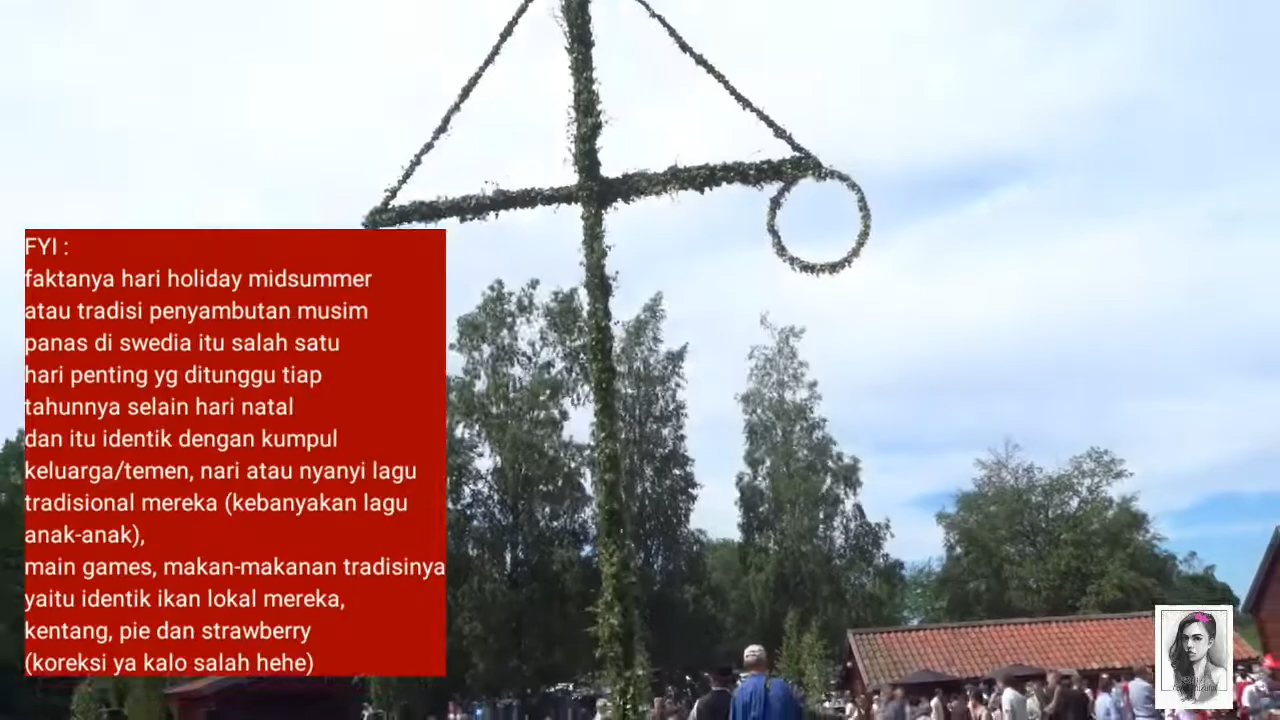 FYI :
faktanya hari holiday midsummer
atau tradisi penyambutan musim
panas di swedia itu salah satu
hari penting yg ditunggu tiap
tahunnya selain hari natal
dan itu identik dengan kumpul
keluarga/temen, nari atau nyanyi lagu
tradisional mereka (kebanyakan lagu
anak-anak),
main games, makan-makanan tradisinya
yaitu identik ikan lokal mereka,
kentang, pie dan strawberry
(koreksi ya kalo salah hehe)